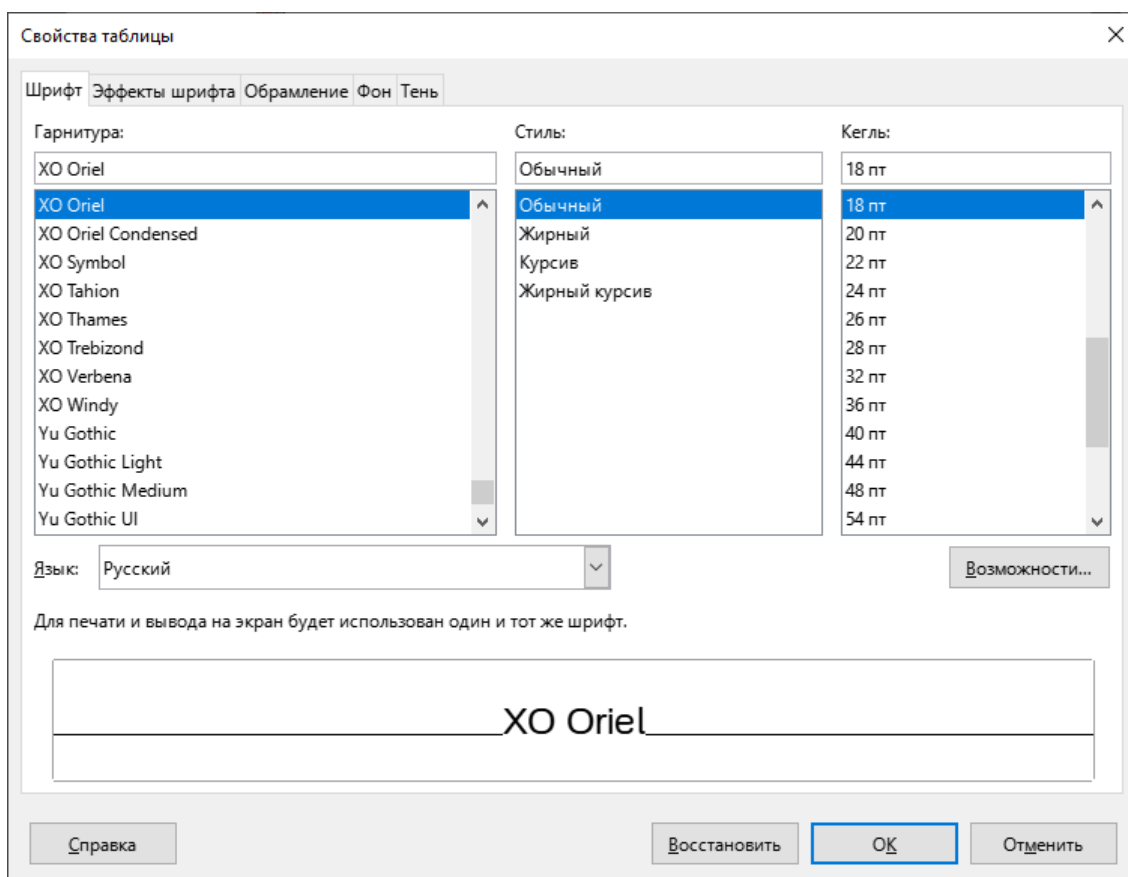 Свойства таблицы
Шрифт Эффекты шрифта Обрамление Фон Тень
Гарнитура: Стиль: Кегль:
XO Oriel Обычный 18 пт
XO Oriel Обычный 18 пт
XO Oriel Condensed Жирный 20 пт
XO Symbol Курсив 22 пт
XO Tahion Жирный курсив 24 пт
XO Thames 26 пт
XO Trebizond 28 пт
XO Verbena 32 пт
XO Windy 36 пт
Yu Gothic 40 пт
Yu Gothic Light 44 пт
Yu Gothic Medium 48 пт
Yu Gothic UI 54 пт
Язык: Русский Возможности...
Для печати и вывода на экран будет использован один и тот же шрифт.
XO Oriel
Справка Восстановить OK Отменить